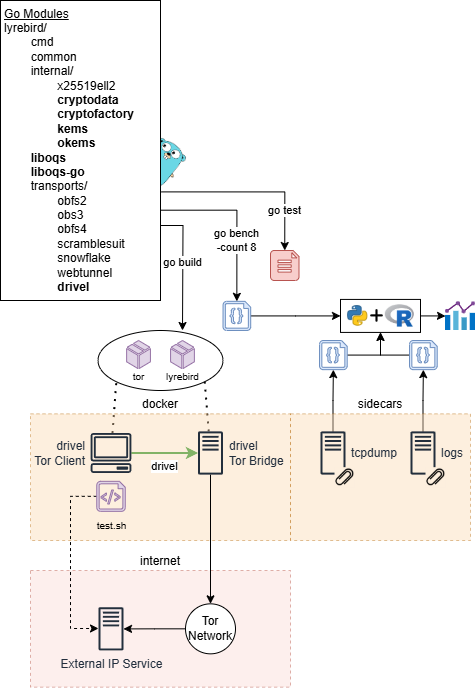 Go Modules
lyrebird/
cmd
common
internal/
x25519ell2
cryptodata
cryptofactory
kems
okems
liboqs
liboqs-go
transports/
obfs2
obs3
obfs4
scramblesuit
snowflake
webtunnel
drivel
go test
go bench
-count 8
go build
{}
R
+
{}
{}
tor
lyrebird
docker
sidecars
drivel
Tor Client
drivel
drivel
Tor Bridge
tcpdump
logs
</>
test.sh
internet
Tor
Network
External IP Service